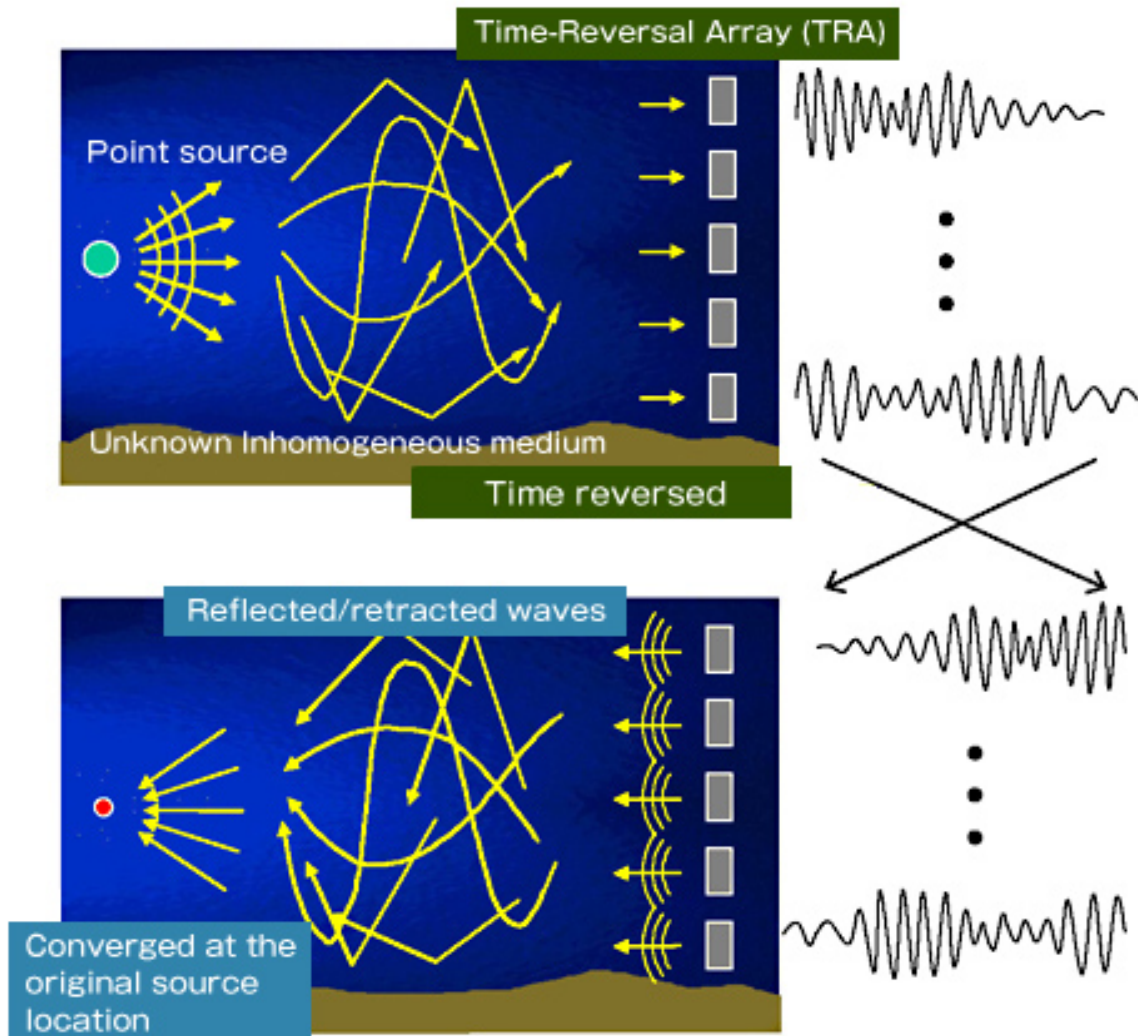 Time-Reversal Array (TRA)
Point source
Unknown Inhomogeneous medium
Time reversed
Reflected/retracted waves
Converged at the
original source
location